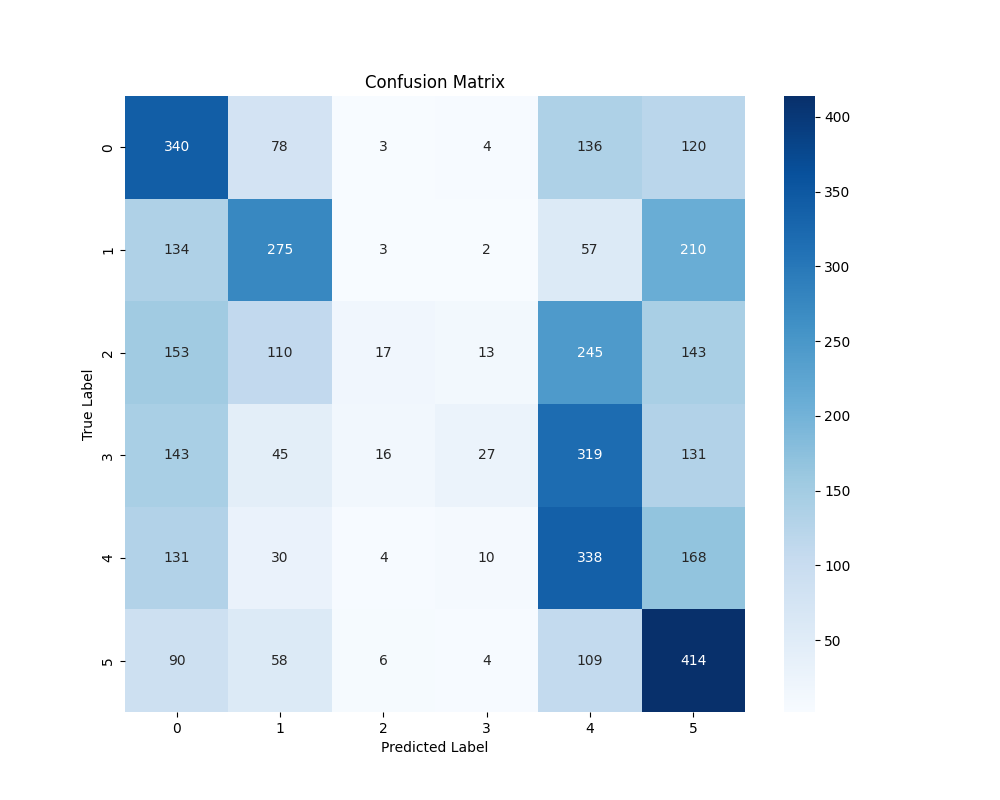 Confusion Matrix
0 340 78 3 4 136 120
1 134 275 3 2 57 210
2 153 110 17 13 245 143
3 143 45 16 27 319 131
4 131 30 4 10 338 168
5 90 58 6 4 109 414
0 1 2 3 4 5
Predicted Label
True Label
400
350
300
250
200
150
100
50